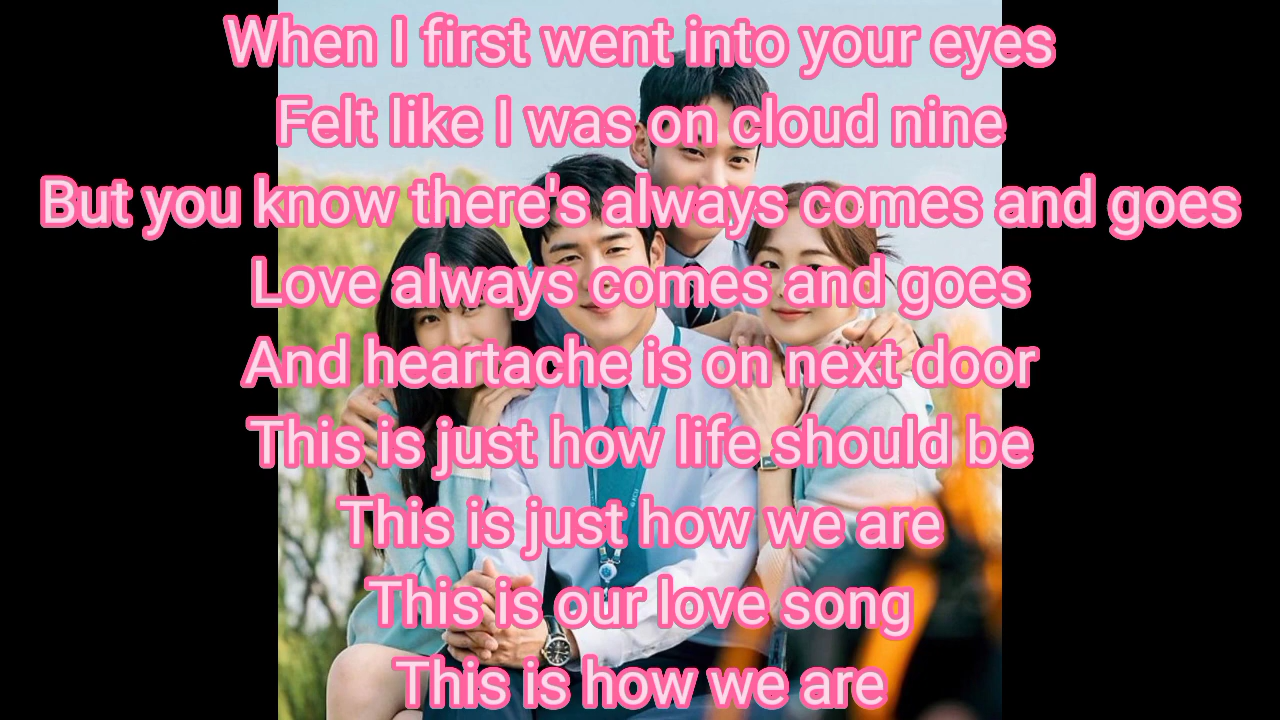 When I first went into your eyes
Felt like I was on cloud nine
But you know there's always comes and goes
Love always comes and goes
And heartache is on next door
This is just how life should be
This is just how we are
This is our love song
This is how we are